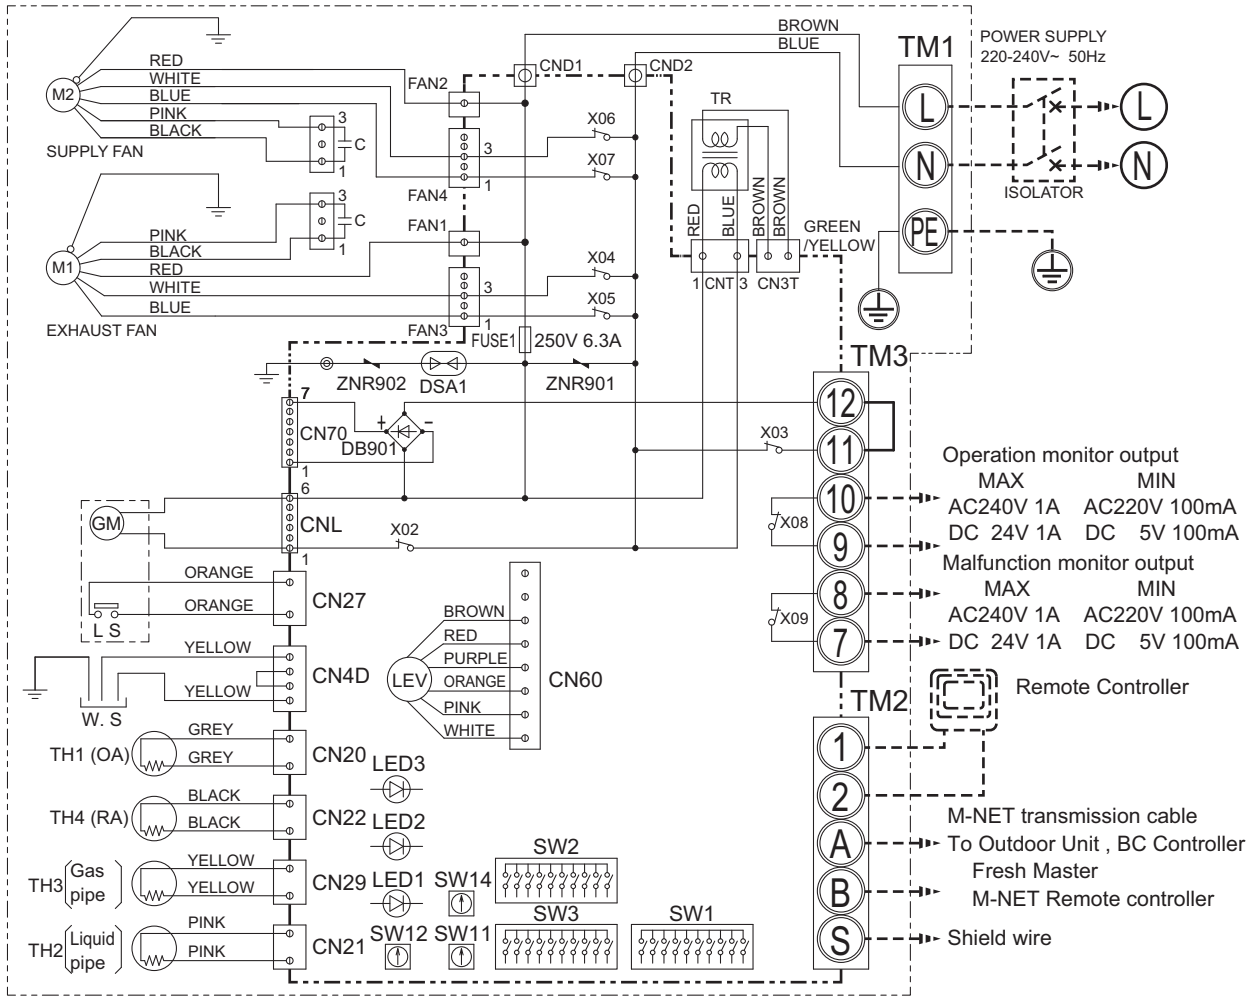 BROWN
BLUE
TM1
POWER SUPPLY
220-240V~ 50Hz
L
N
PE
L
N
ISOLATOR
CND1
CND2
RED
WHITE
BLUE
PINK
BLACK
M2
SUPPLY FAN
3
C
1
FAN2
3
1
FAN4
X06
X07
TR
RED
BLUE
BROWN
BROWN
GREEN
/YELLOW
1 CNT 3
CN3T
PINK
BLACK
RED
WHITE
BLUE
M1
EXHAUST FAN
3
C
1
FAN1
3
1
FAN3
X04
X05
FUSE1
250V 6.3A
ZNR902
DSA1
ZNR901
7
CN70
1
+
−
DB901
TM3
12
11
10
9
8
7
X03
X08
X09
Operation monitor output
MAX MIN
AC240V 1A AC220V 100mA
DC 24V 1A DC 5V 100mA
Malfunction monitor output
MAX MIN
AC240V 1A AC220V 100mA
DC 24V 1A DC 5V 100mA
GM
6
CNL
1
X02
L S
ORANGE
ORANGE
CN27
YELLOW
YELLOW
CN4D
W. S
LEV
BROWN
RED
PURPLE
ORANGE
PINK
WHITE
CN60
TM2
1
2
A
B
S
Remote Controller
M-NET transmission cable
To Outdoor Unit , BC Controller
Fresh Master
M-NET Remote controller
Shield wire
TH1 (OA)
GREY
GREY
CN20
TH4 (RA)
BLACK
BLACK
CN22
TH3
Gas
pipe
YELLOW
YELLOW
CN29
TH2
Liquid
pipe
PINK
PINK
CN21
LED3
LED2
LED1
SW14
SW12
SW11
SW2
SW3
SW1